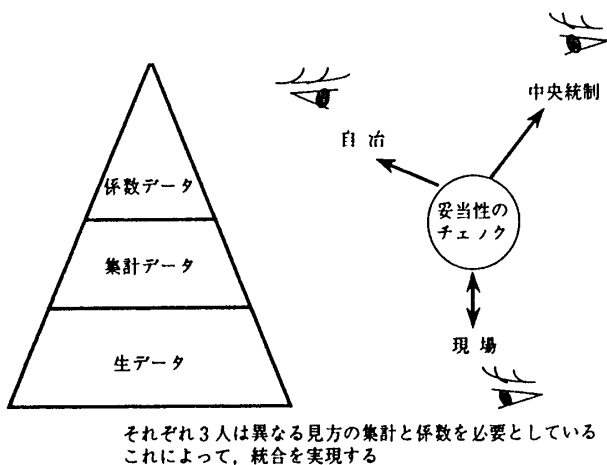 係数データ
集計データ
生データ
自治
中央統制
妥当性の
チェック
現場
それぞれ3人は異なる見方の集計と係数を必要としている
これによって，統合を実現する